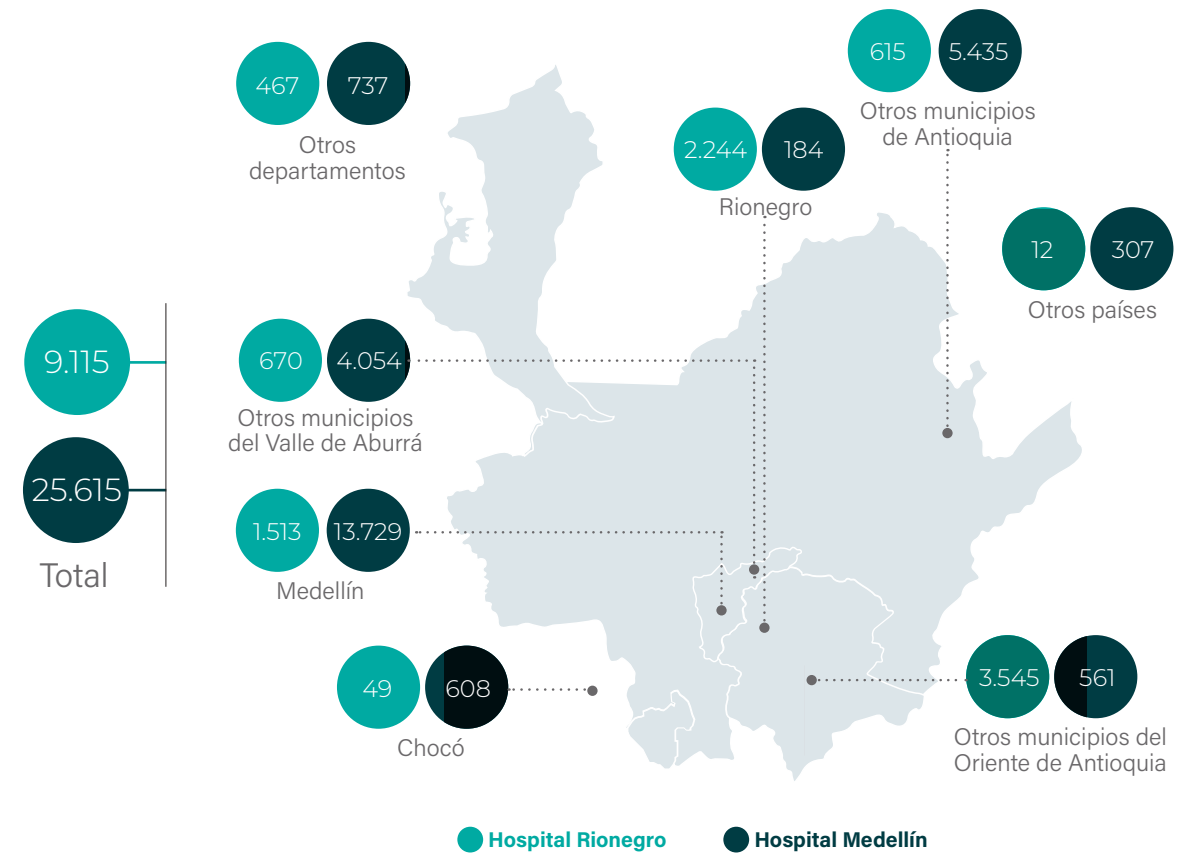 467 737
Otros
departamentos
615 5.435
Otros municipios
de Antioquia
2.244 184
Rionegro
12 307
Otros países
9.115
25.615
Total
670 4.054
Otros municipios
del Valle de Aburrá
1.513 13.729
Medellín
49 608
Chocó
3.545 561
Otros municipios del
Oriente de Antioquia
Hospital Rionegro Hospital Medellín